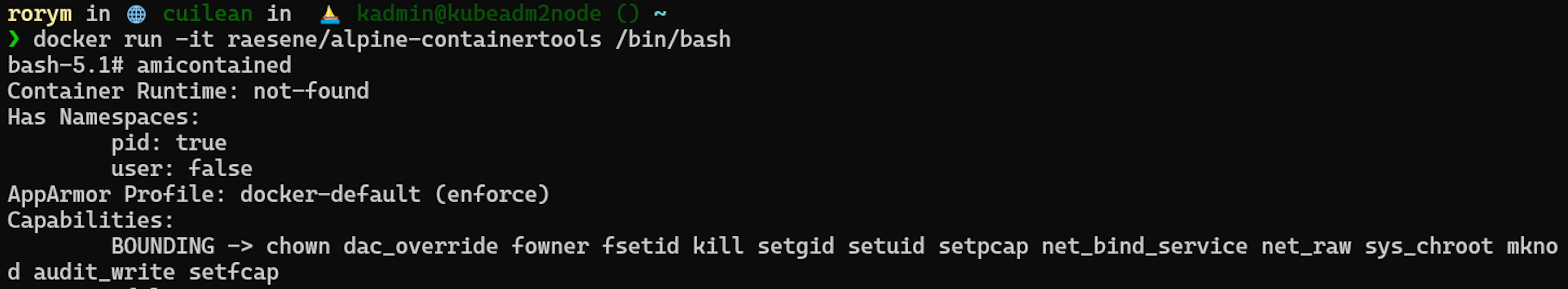 rorym in 🌐 cuilean in ⛵ kadmin@kubeadm2node () ~
❯ docker run -it raesene/alpine-containertools /bin/bash
bash-5.1# amicontained
Container Runtime: not-found
Has Namespaces:
        pid: true
        user: false
AppArmor Profile: docker-default (enforce)
Capabilities:
        BOUNDING -> chown dac_override fowner fsetid kill setgid setuid setpcap net_bind_service net_raw sys_chroot mkno
d audit_write setfcap